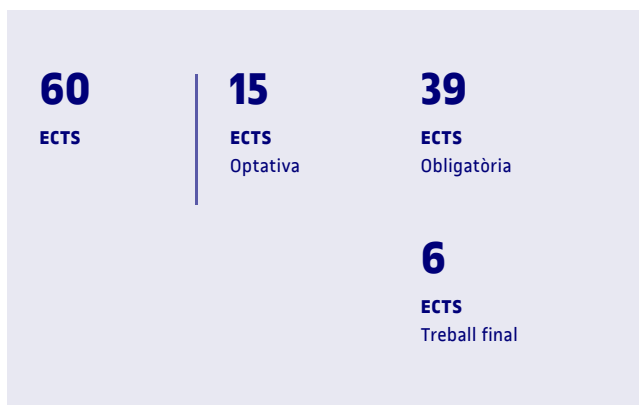 60
ECTS
15
ECTS
Optativa
39
ECTS
Obligatòria
6
ECTS
Treball final